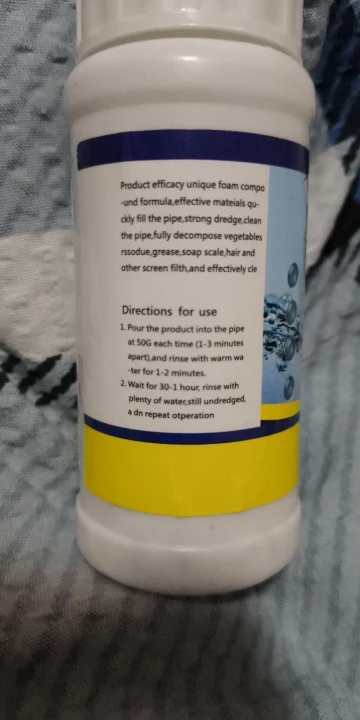 Product efficacy unique foam compo
-und formula,effective mateials qu-
ckly fill the pipe,strong dredge,clean
the pipe,fully decompose vegetables
rssodue,grease,soap scale,hair and
other screen filth,and effectively cle
Directions for use
1. Pour the product into the pipe
at 50G each time (1-3 minutes
apart),and rinse with warm wa
-ter for 1-2 minutes.
2. Wait for 30-1 hour, rinse with
plenty of water,still undredged,
a dn repeat otperation